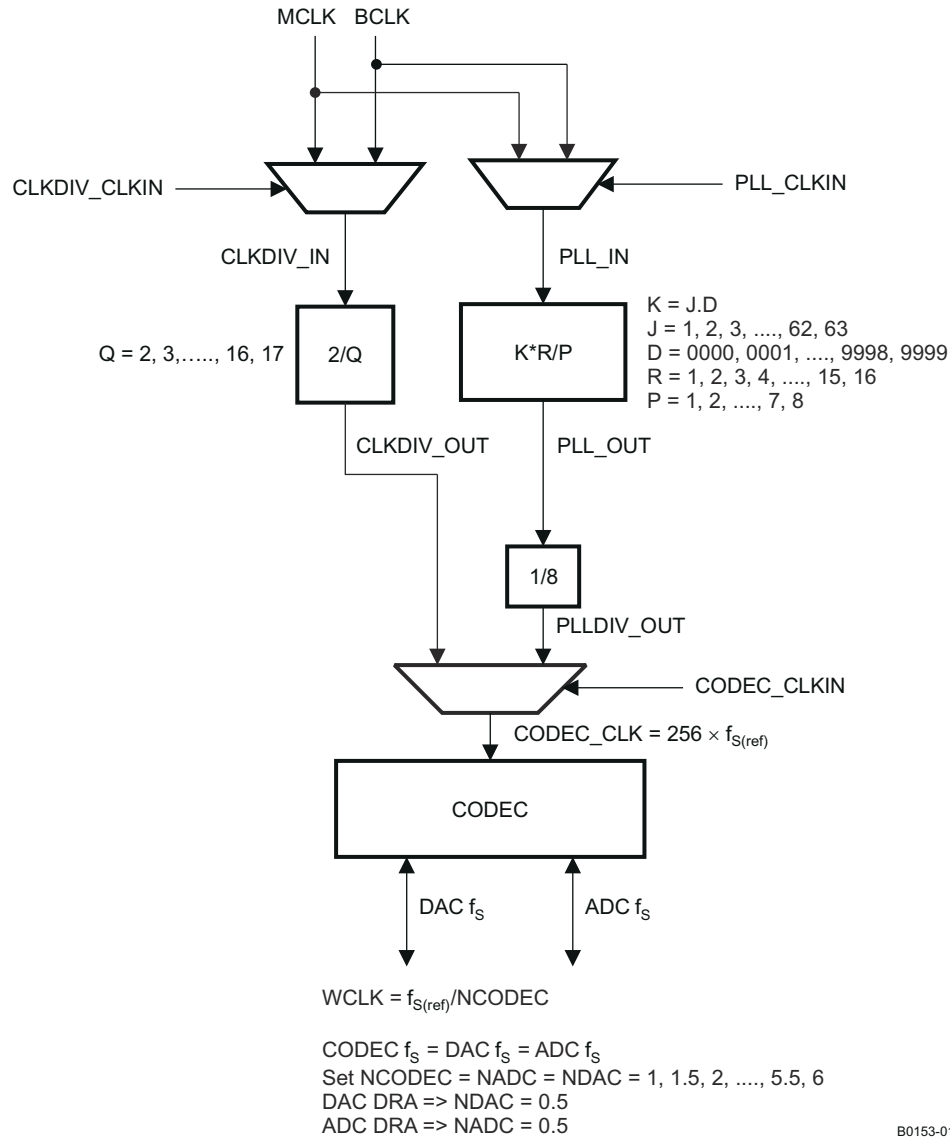 MCLK BCLK
CLKDIV_CLKIN
PLL_CLKIN
CLKDIV_IN
PLL_IN
Q = 2, 3,....., 16, 17
2/Q
K*R/P
K = J.D
J = 1, 2, 3, ...., 62, 63
D = 0000, 0001, ...., 9998, 9999
R = 1, 2, 3, 4, ...., 15, 16
P = 1, 2, ...., 7, 8
CLKDIV_OUT
PLL_OUT
1/8
PLLDIV_OUT
CODEC_CLKIN
CODEC_CLK = 256 × fS(ref)
CODEC
DAC fS
ADC fS
WCLK = fS(ref)/NCODEC
CODEC fS = DAC fS = ADC fS
Set NCODEC = NADC = NDAC = 1, 1.5, 2, ...., 5.5, 6
DAC DRA => NDAC = 0.5
ADC DRA => NADC = 0.5